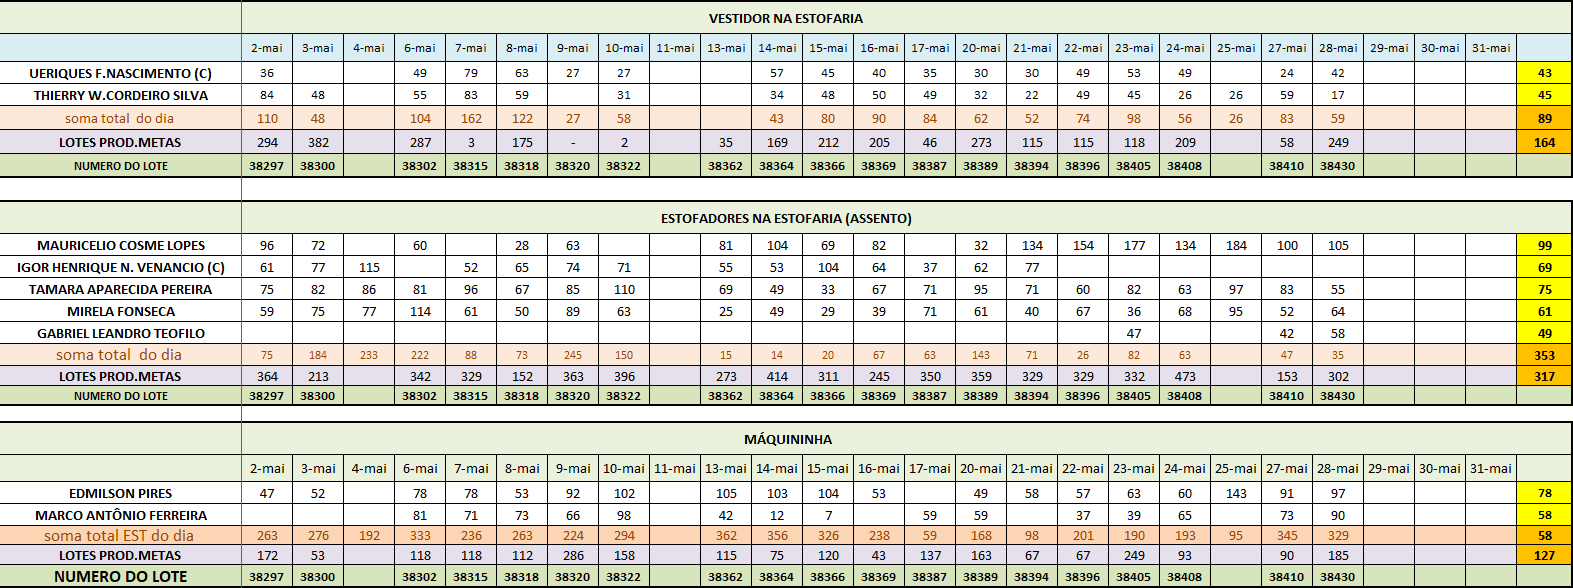 VESTIDOR NA ESTOFARIA
2-mai 3-mai 4-mai 6-mai 7-mai 8-mai 9-mai 10-mai 11-mai 13-mai 14-mai 15-mai 16-mai 17-mai 20-mai 21-mai 22-mai 23-mai 24-mai 25-mai 27-mai 28-mai 29-mai 30-mai 31-mai
UERIQUES F.NASCIMENTO (C) 36 49 79 63 27 27 57 45 40 35 30 30 49 53 49 24 42 43
THIERRY W.CORDEIRO SILVA 84 48 55 83 59 31 34 48 50 49 32 22 49 45 26 26 59 17 45
soma total do dia 110 48 104 162 122 27 58 43 80 90 84 62 52 74 98 56 26 83 59 89
LOTES PROD.METAS 294 382 287 3 175 - 2 35 169 212 205 46 273 115 115 118 209 58 249 164
NUMERO DO LOTE 38297 38300 38302 38315 38318 38320 38322 38362 38364 38366 38369 38387 38389 38394 38396 38405 38408 38410 38430
ESTOFADORES NA ESTOFARIA (ASSENTO)
MAURICELIO COSME LOPES 96 72 60 28 63 81 104 69 82 32 134 154 177 134 184 100 105 99
IGOR HENRIQUE N. VENANCIO (C) 61 77 115 52 65 74 71 55 53 104 64 37 62 77 69
TAMARA APARECIDA PEREIRA 75 82 86 81 96 67 85 110 69 49 33 67 71 95 71 60 82 63 97 83 55 75
MIRELA FONSECA 59 75 77 114 61 50 89 63 25 49 29 39 71 61 40 67 36 68 95 52 64 61
GABRIEL LEANDRO TEOFILO 47 42 58 49
soma total do dia 75 184 233 222 88 73 245 150 15 14 20 67 63 143 71 26 82 63 47 35 353
LOTES PROD.METAS 364 213 342 329 152 363 396 273 414 311 245 350 359 329 329 332 473 153 302 317
NUMERO DO LOTE 38297 38300 38302 38315 38318 38320 38322 38362 38364 38366 38369 38387 38389 38394 38396 38405 38408 38410 38430
MÁQUININHA
2-mai 3-mai 4-mai 6-mai 7-mai 8-mai 9-mai 10-mai 11-mai 13-mai 14-mai 15-mai 16-mai 17-mai 20-mai 21-mai 22-mai 23-mai 24-mai 25-mai 27-mai 28-mai 29-mai 30-mai 31-mai
EDMILSON PIRES 47 52 78 78 53 92 102 105 103 104 53 49 58 57 63 60 143 91 97 78
MARCO ANTÔNIO FERREIRA 81 71 73 66 98 42 12 7 59 59 37 39 65 73 90 58
soma total EST do dia 263 276 192 333 236 263 224 294 362 356 326 238 59 168 98 201 190 193 95 345 329 58
LOTES PROD.METAS 172 53 118 118 112 286 158 115 75 120 43 137 163 67 67 249 93 90 185 127
NUMERO DO LOTE 38297 38300 38302 38315 38318 38320 38322 38362 38364 38366 38369 38387 38389 38394 38396 38405 38408 38410 38430